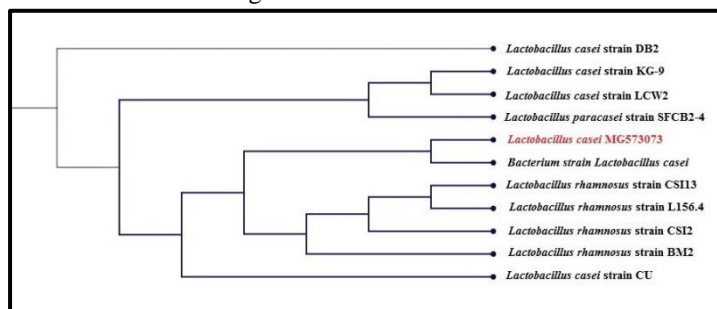 Lactobacillus casei strain DB2
Lactobacillus casei strain KG-9
Lactobacillus casei strain LCW2
Lactobacillus paracasei strain SFCB2-4
Lactobacillus casei MG573073
Bacterium strain Lactobacillus casei
Lactobacillus rhamnosus strain CSI13
Lactobacillus rhamnosus strain L156.4
Lactobacillus rhamnosus strain CSI2
Lactobacillus rhamnosus strain BM2
Lactobacillus casei strain CU